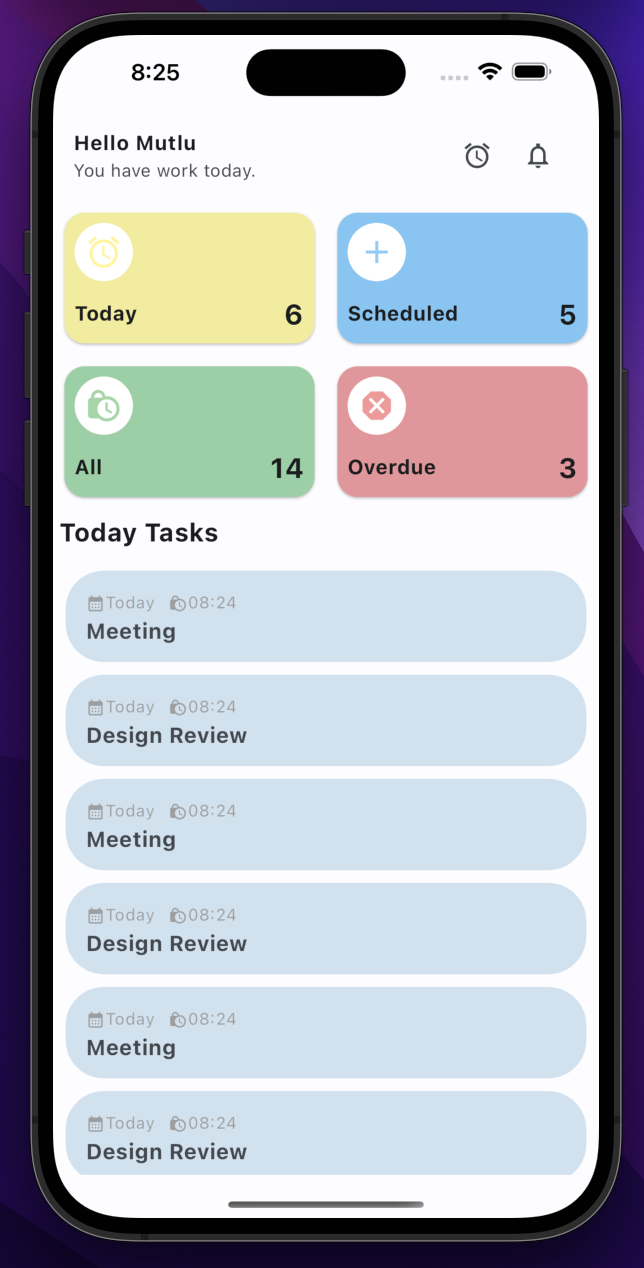 8:25
Hello Mutlu
You have work today.
Today 6
Scheduled 5
All 14
Overdue 3
Today Tasks
Today 08:24
Meeting
Today 08:24
Design Review
Today 08:24
Meeting
Today 08:24
Design Review
Today 08:24
Meeting
Today 08:24
Design Review